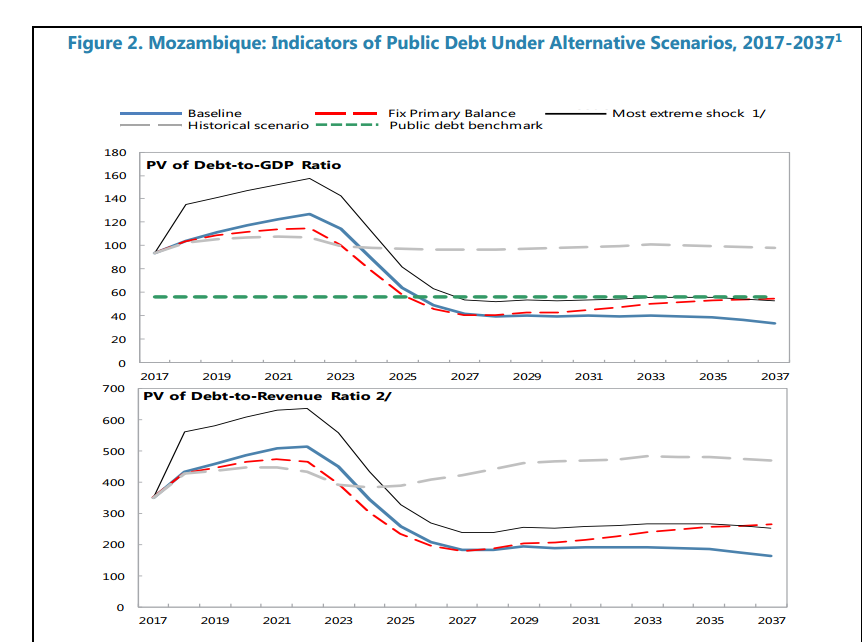 Figure 2. Mozambique: Indicators of Public Debt Under Alternative Scenarios, 2017-2037¹
Baseline Fix Primary Balance Most extreme shock 1/
Historical scenario Public debt benchmark
PV of Debt-to-GDP Ratio
180
160
140
120
100
80
60
40
20
0
2017 2019 2021 2023 2025 2027 2029 2031 2033 2035 2037
PV of Debt-to-Revenue Ratio 2/
700
600
500
400
300
200
100
0
2017 2019 2021 2023 2025 2027 2029 2031 2033 2035 2037